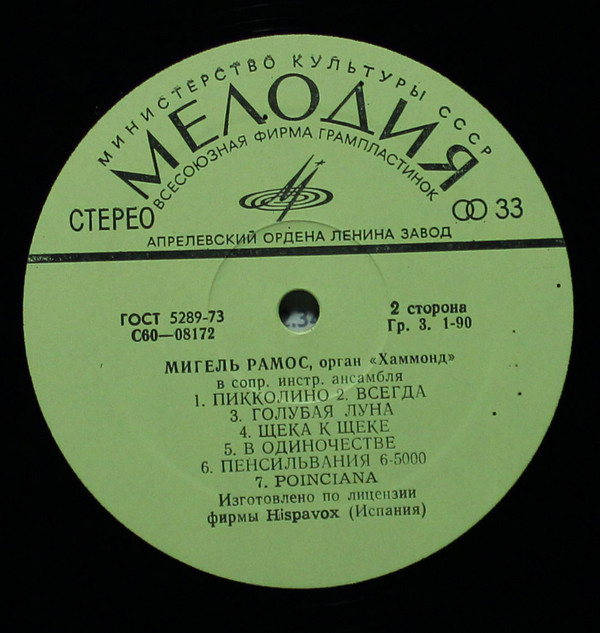 МИНИСТЕРСТВО КУЛЬТУРЫ СССР
МЕЛОДИЯ
ВСЕСОЮЗНАЯ ФИРМА ГРАМПЛАСТИНОК
СТЕРЕО
33
АПРЕЛЕВСКИЙ ОРДЕНА ЛЕНИНА ЗАВОД
ГОСТ 5289-73
С60—08172
2 сторона
Гр. 3. 1-90
МИГЕЛЬ РАМОС, орган «Хаммонд»
в сопр. инстр. ансамбля
1. ПИККОЛИНО 2. ВСЕГДА
3. ГОЛУБАЯ ЛУНА
4. ЩЕКА К ЩЕКЕ
5. В ОДИНОЧЕСТВЕ
6. ПЕНСИЛЬВАНИЯ 6-5000
7. POINCIANA
Изготовлено по лицензии
фирмы Hispavox (Испания)